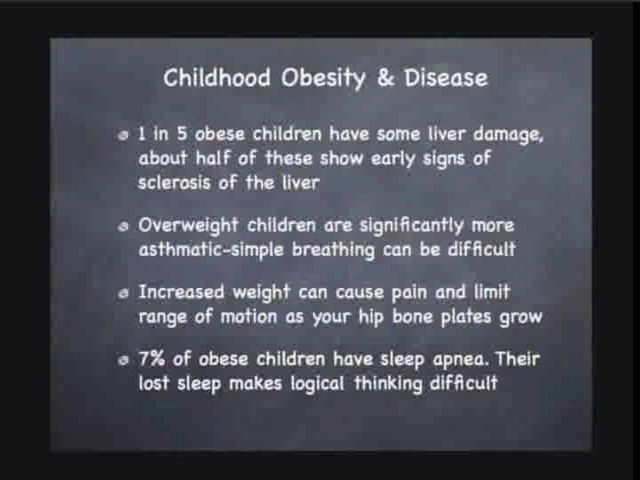 Childhood Obesity & Disease
1 in 5 obese children have some liver damage,
about half of these show early signs of
sclerosis of the liver
Overweight children are significantly more
asthmatic-simple breathing can be difficult
Increased weight can cause pain and limit
range of motion as your hip bone plates grow
7% of obese children have sleep apnea. Their
lost sleep makes logical thinking difficult